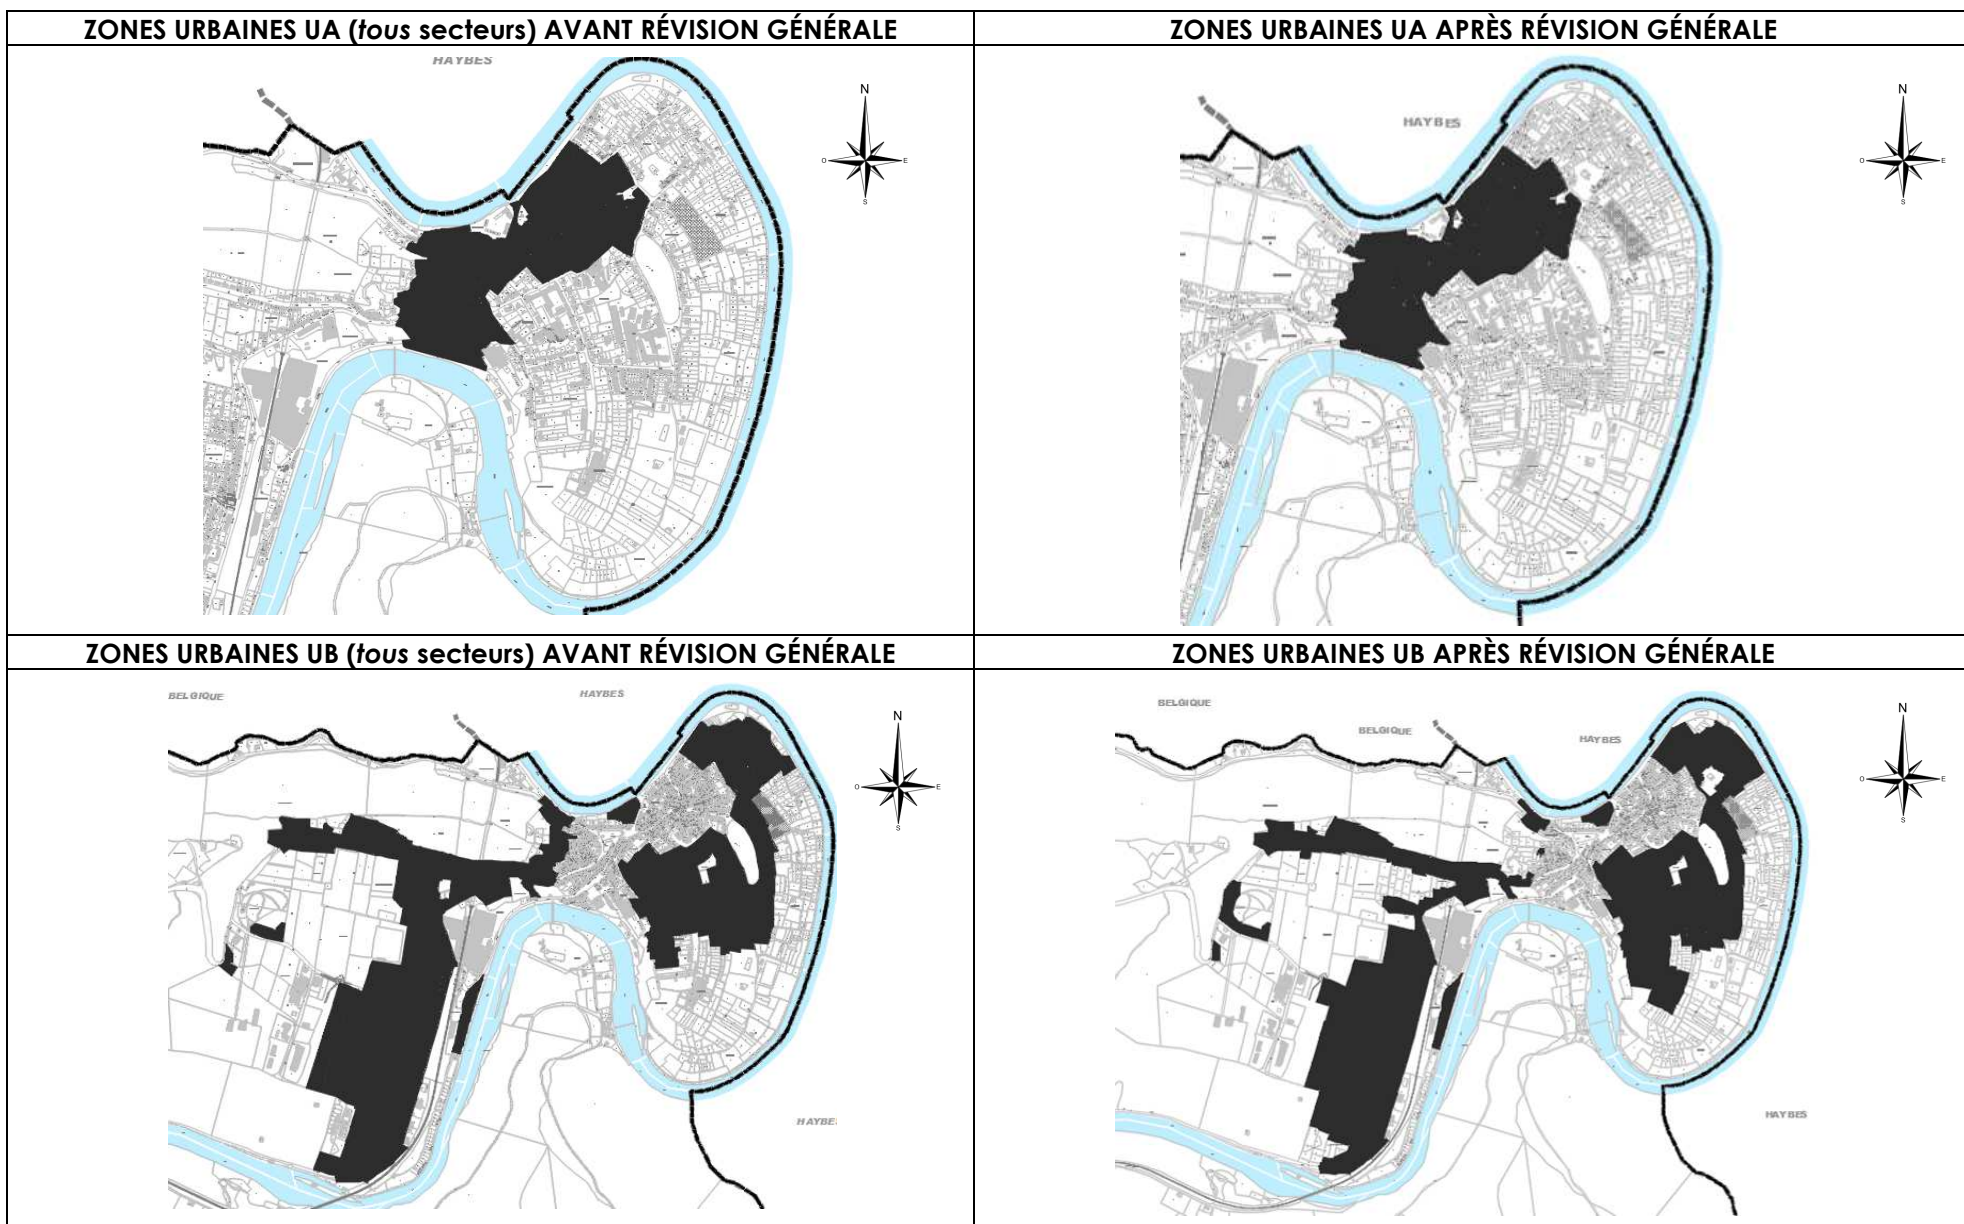 ZONES URBAINES UA (tous secteurs) AVANT RÉVISION GÉNÉRALE
ZONES URBAINES UA APRÈS RÉVISION GÉNÉRALE
HAYBES
N
O
E
S
HAYBES
N
O
E
S
ZONES URBAINES UB (tous secteurs) AVANT RÉVISION GÉNÉRALE
ZONES URBAINES UB APRÈS RÉVISION GÉNÉRALE
BELGIQUE
HAYBES
N
O
E
S
HAYBE
BELGIQUE
BELGIQUE
HAYBES
N
O
E
S
HAYBES